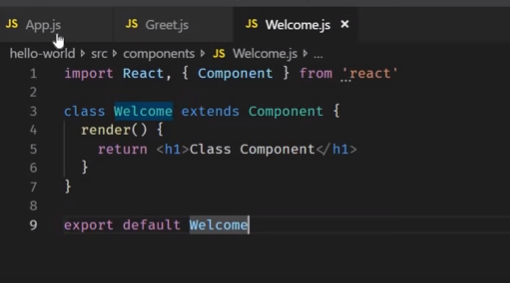 JS App.js JS Greet.js JS Welcome.js ×
hello-world › src › components › JS Welcome.js › ...
1 import React, { Component } from 'react'
2
3 class Welcome extends Component {
4 render() {
5 return <h1>Class Component</h1>
6 }
7 }
8
9 export default Welcome